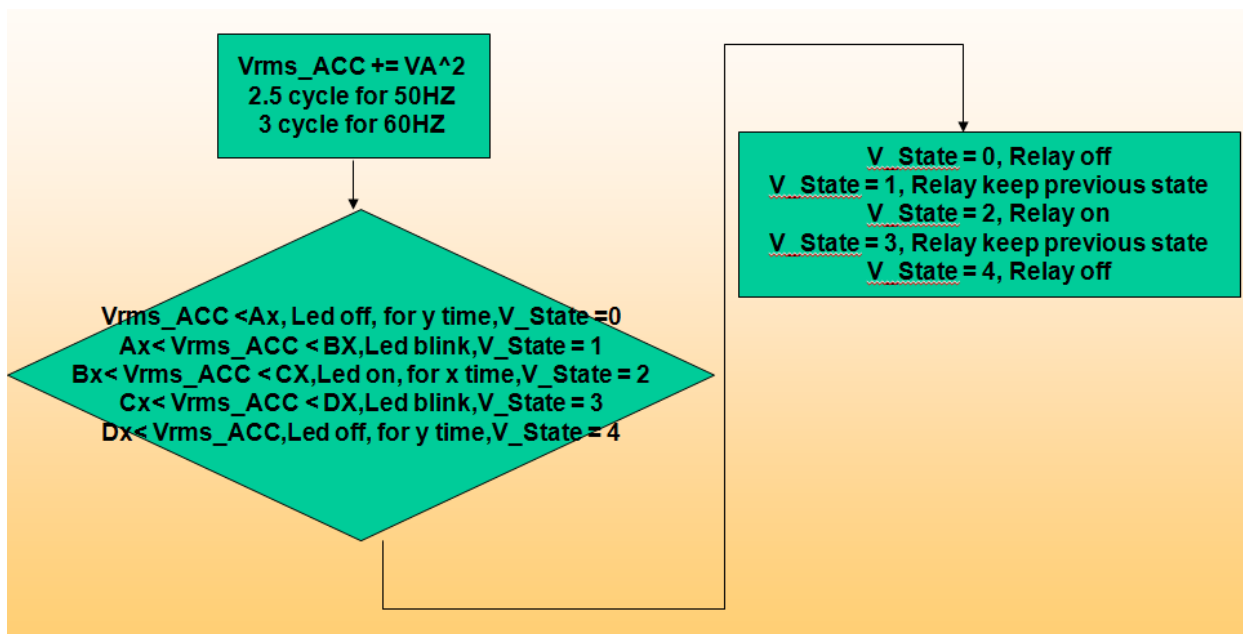 Vrms_ACC += VA^2
2.5 cycle for 50HZ
3 cycle for 60HZ
Vrms_ACC <Ax, Led off, for y time,V_State =0
Ax< Vrms_ACC < BX,Led blink,V_State = 1
Bx< Vrms_ACC < CX,Led on, for x time,V_State = 2
Cx< Vrms_ACC < DX,Led blink,V_State = 3
Dx< Vrms_ACC,Led off, for y time,V_State = 4
V_State = 0, Relay off
V_State = 1, Relay keep previous state
V_State = 2, Relay on
V_State = 3, Relay keep previous state
V_State = 4, Relay off